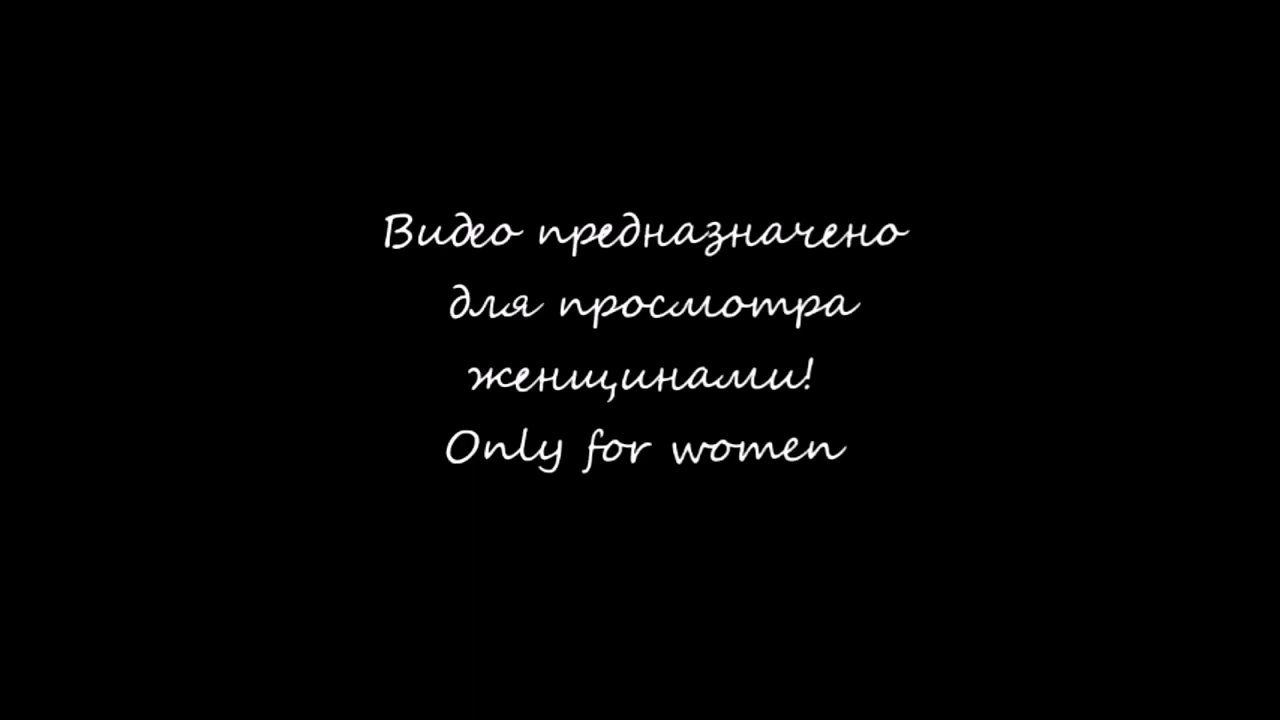 Видео предназначено
для просмотра
женщинами!
Only for women